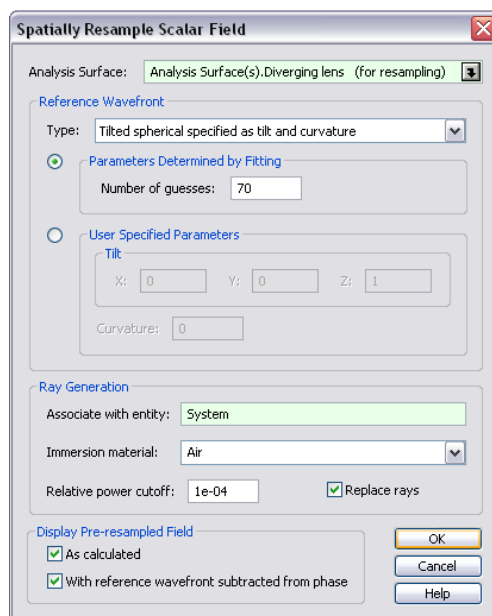 Spatially Resample Scalar Field
Analysis Surface: Analysis Surface(s).Diverging lens (for resampling)
Reference Wavefront
Type: Tilted spherical specified as tilt and curvature
Parameters Determined by Fitting
Number of guesses: 70
User Specified Parameters
Tilt
X: 0 Y: 0 Z: 1
Curvature: 0
Ray Generation
Associate with entity: System
Immersion material: Air
Relative power cutoff: 1e-04 Replace rays
Display Pre-resampled Field
As calculated
With reference wavefront subtracted from phase
OK
Cancel
Help